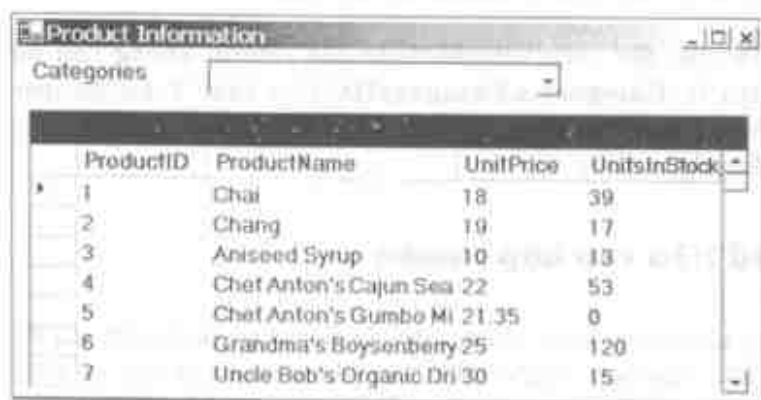 Product Information
Categories
ProductID ProductName UnitPrice UnitsInStock
1 Chai 18 39
2 Chang 19 17
3 Aniseed Syrup 10 13
4 Chef Anton's Cajun Sea 22 53
5 Chef Anton's Gumbo Mi 21.35 0
6 Grandma's Boysenberry 25 120
7 Uncle Bob's Organic Dri 30 15